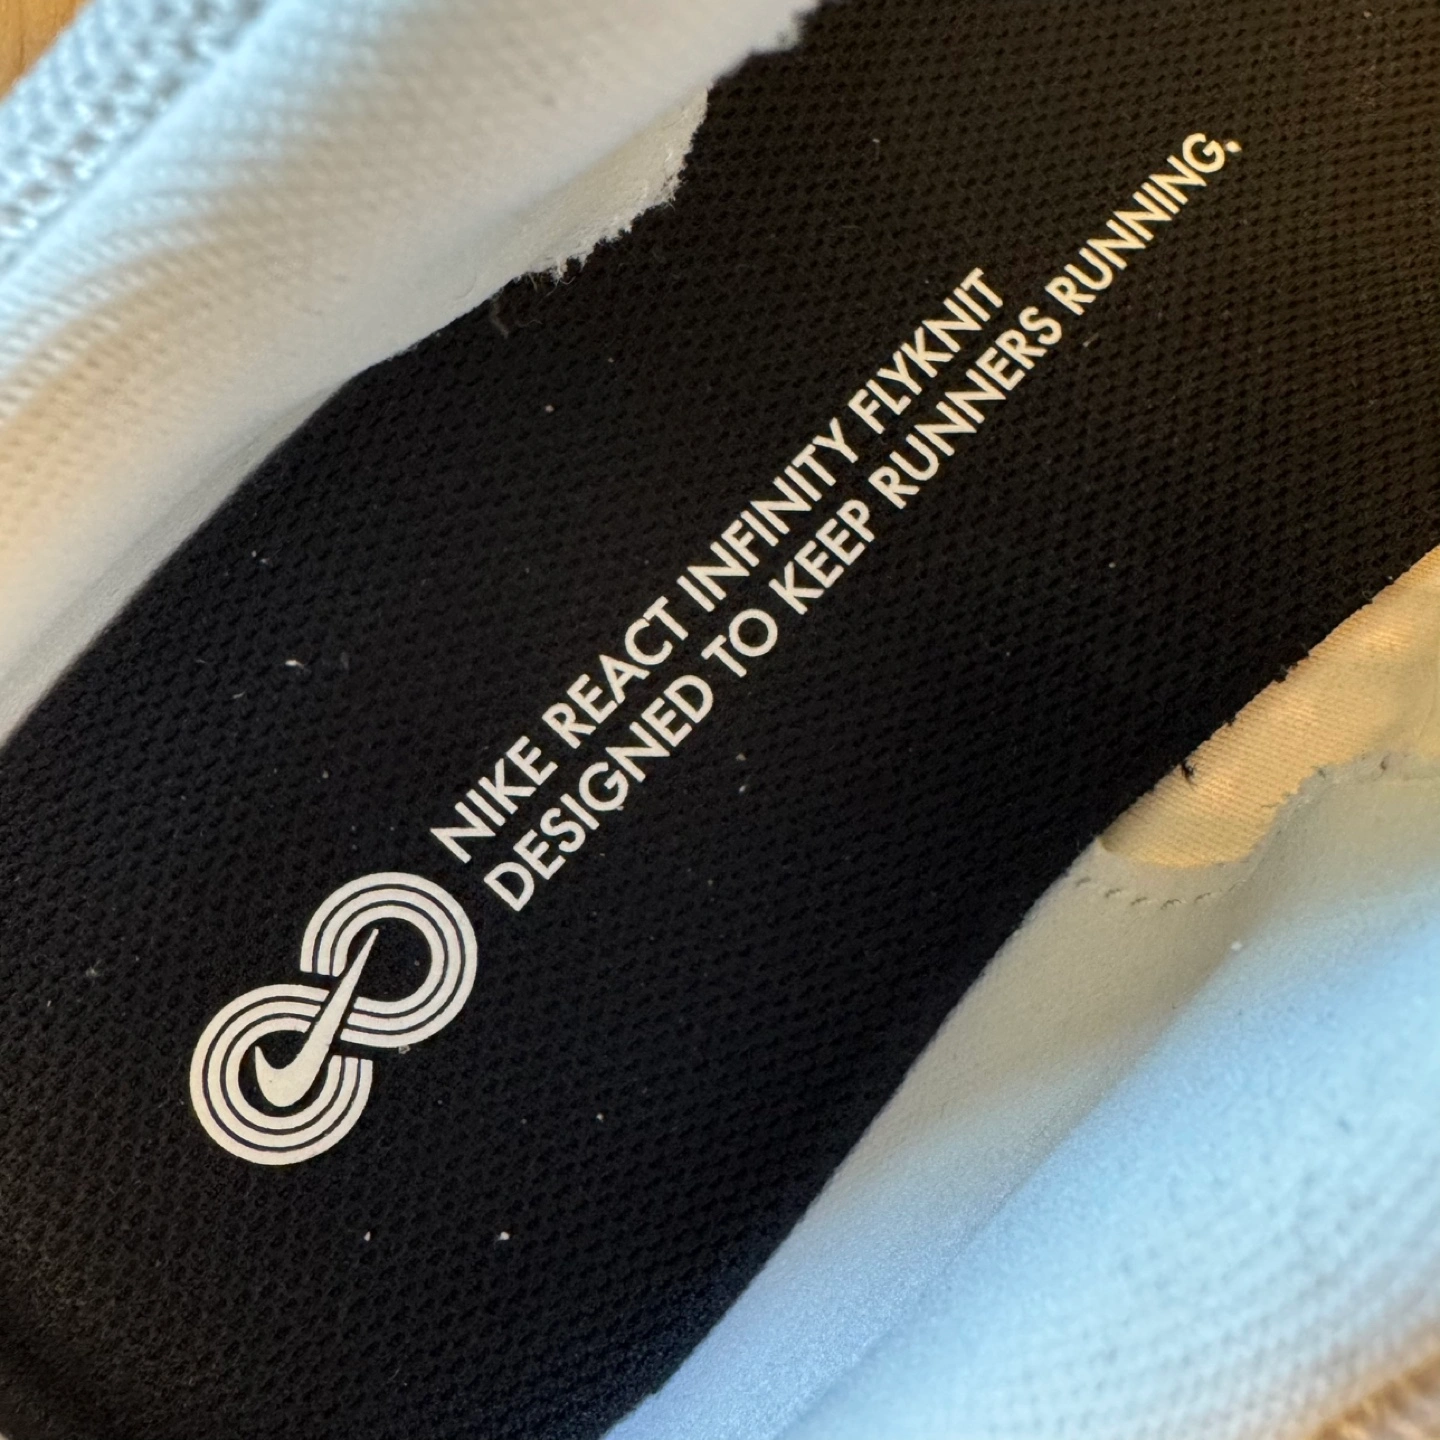 NIKE REACT INFINITY FLYKNIT
DESIGNED TO KEEP RUNNERS RUNNING.